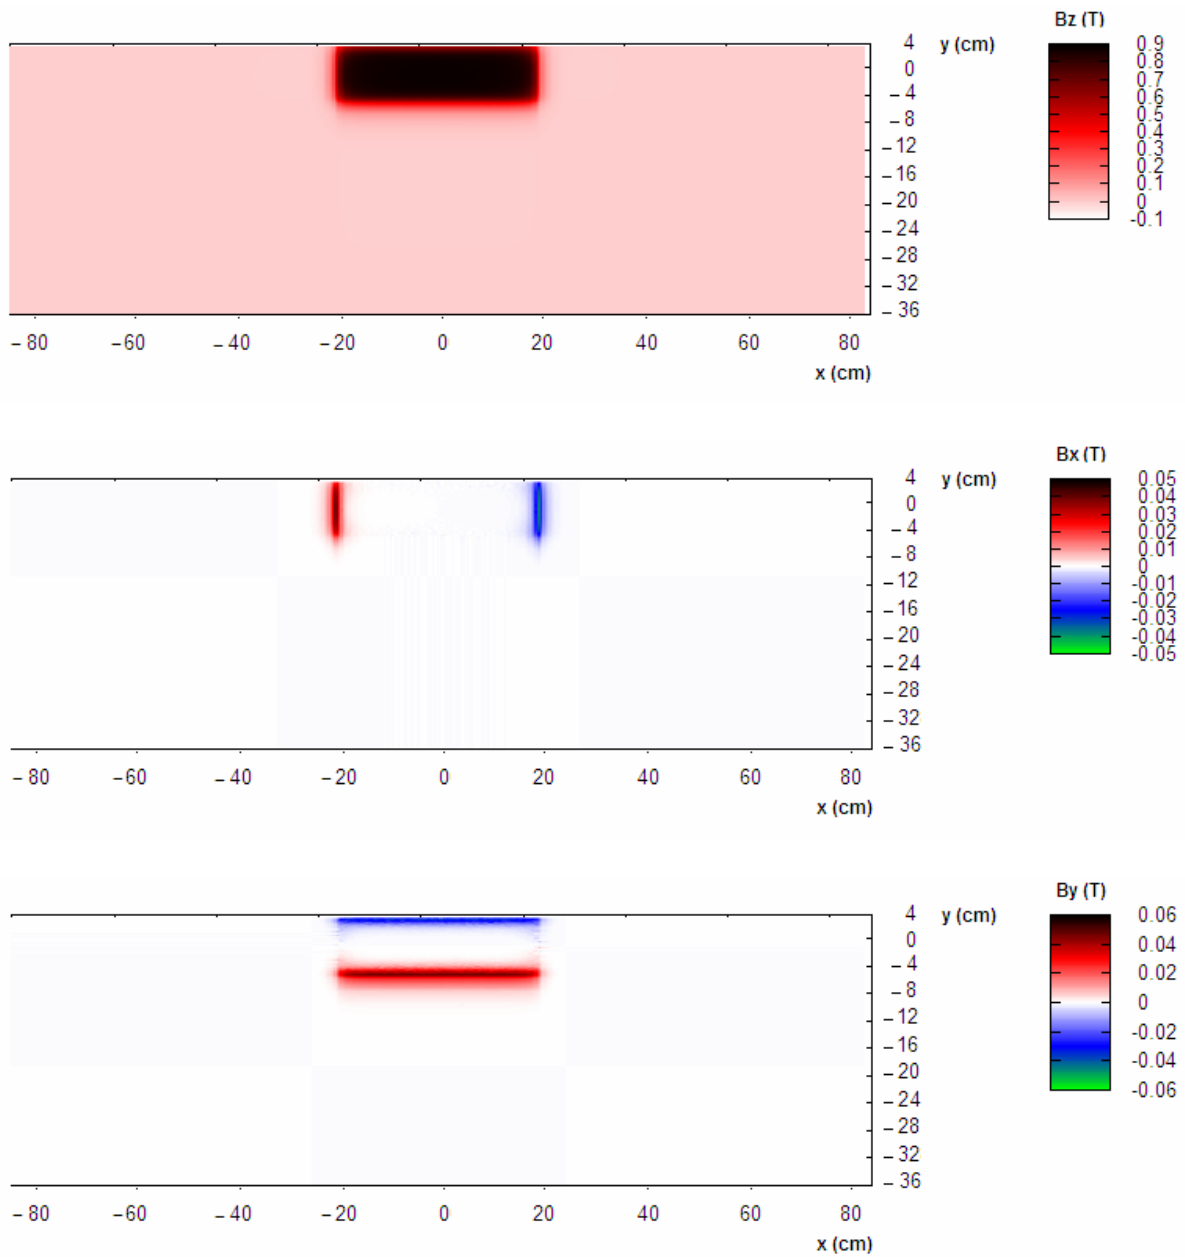 Bz (T)
4 y (cm) 0.9
0 0.8
– 4 0.7
– 8 0.6
– 12 0.5
– 16 0.4
– 20 0.3
– 24 0.2
– 28 0.1
– 32 0
– 36 -0.1
– 80 –60 – 40 – 20 0 20 40 60 80
x (cm)
Bx (T)
4 y (cm) 0.05
0 0.04
– 4 0.03
– 8 0.02
– 12 0.01
– 16 0
– 20 -0.01
– 24 -0.02
– 28 -0.03
– 32 -0.04
– 36 -0.05
– 80 –60 – 40 –20 0 20 40 60 80
x (cm)
By (T)
4 y (cm) 0.06
0 0.04
– 4 0.02
– 8 0
– 12 -0.02
– 16 -0.04
– 20 -0.06
– 24
– 28
– 32
– 36
– 80 –60 – 40 –20 0 20 40 60 80
x (cm)